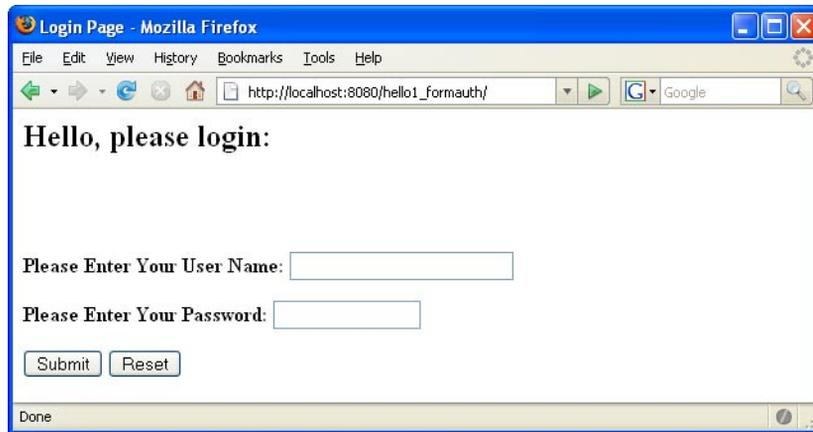 Login Page - Mozilla Firefox
File Edit View History Bookmarks Tools Help
http://localhost:8080/hello1_formauth/ G Google
Hello, please login:
Please Enter Your User Name:
Please Enter Your Password:
Submit Reset
Done